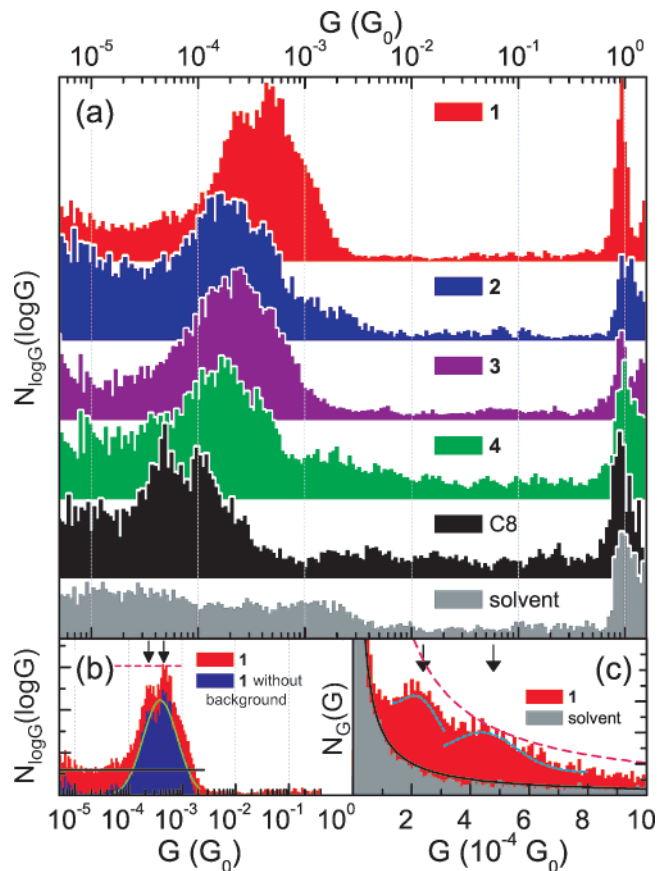 G (G₀)
10⁻⁵ 10⁻⁴ 10⁻³ 10⁻² 10⁻¹ 10⁰
(a)
1
2
3
4
C8
solvent
N_logG(logG)
(b)
1
1 without
background
N_logG(logG)
10⁻⁵ 10⁻⁴ 10⁻³ 10⁻² 10⁻¹ 10⁰
G (G₀)
(c)
1
solvent
N_G(G)
2 4 6 8 10
G (10⁻⁴ G₀)